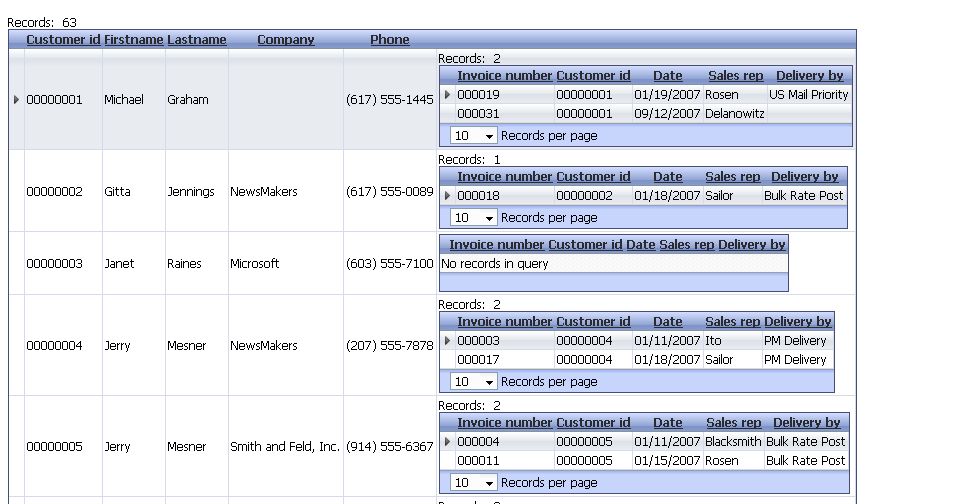 Records: 63
Customer id Firstname Lastname Company Phone
Records: 2
Invoice number Customer id Date Sales rep Delivery by
00000001 Michael Graham (617) 555-1445
000019 00000001 01/19/2007 Rosen US Mail Priority
000031 00000001 09/12/2007 Delanowitz
10 Records per page
Records: 1
Invoice number Customer id Date Sales rep Delivery by
00000002 Gitta Jennings NewsMakers (617) 555-0089
000018 00000002 01/18/2007 Sailor Bulk Rate Post
10 Records per page
Invoice number Customer id Date Sales rep Delivery by
00000003 Janet Raines Microsoft (603) 555-7100
No records in query
Records: 2
Invoice number Customer id Date Sales rep Delivery by
00000004 Jerry Mesner NewsMakers (207) 555-7878
000003 00000004 01/11/2007 Ito PM Delivery
000017 00000004 01/18/2007 Sailor PM Delivery
10 Records per page
Records: 2
Invoice number Customer id Date Sales rep Delivery by
00000005 Jerry Mesner Smith and Feld, Inc. (914) 555-6367
000004 00000005 01/11/2007 Blacksmith Bulk Rate Post
000011 00000005 01/15/2007 Rosen Bulk Rate Post
10 Records per page